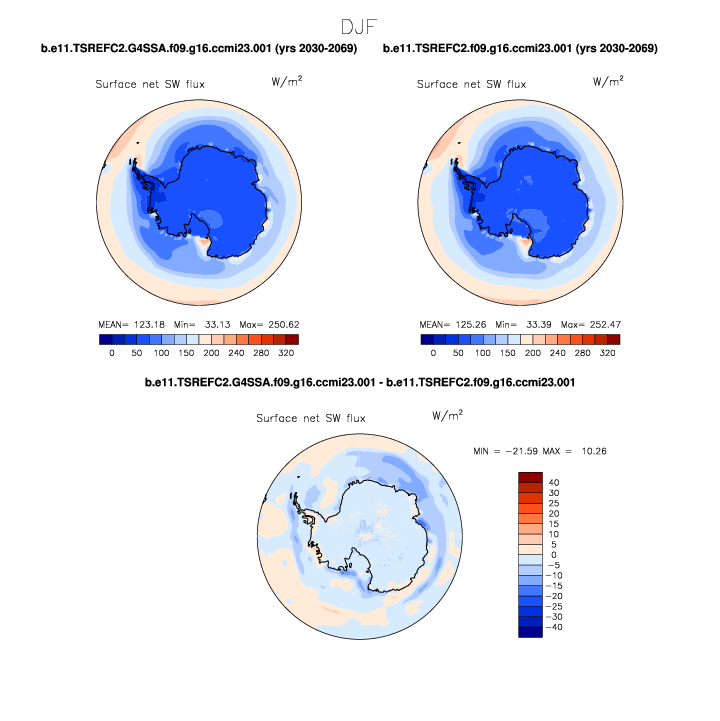 DJF
b.e11.TSREFC2.G4SSA.f09.g16.ccmi23.001 (yrs 2030-2069) b.e11.TSREFC2.f09.g16.ccmi23.001 (yrs 2030-2069)
Surface net SW flux W/m² Surface net SW flux W/m²
MEAN= 123.18 Min= 33.13 Max= 250.62 MEAN= 125.26 Min= 33.39 Max= 252.47
0 50 100 150 200 240 280 320 0 50 100 150 200 240 280 320
b.e11.TSREFC2.G4SSA.f09.g16.ccmi23.001 - b.e11.TSREFC2.f09.g16.ccmi23.001
Surface net SW flux W/m²
MIN = -21.59 MAX = 10.26
40
30
25
20
15
10
5
0
-5
-10
-15
-20
-25
-30
-40